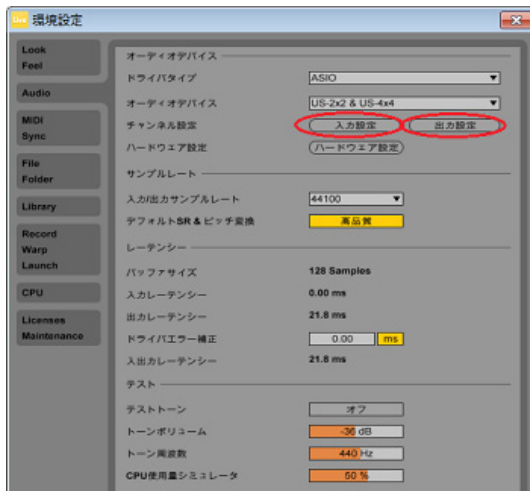 Live 環境設定
Look
Feel
Audio
MIDI
Sync
File
Folder
Library
Record
Warp
Launch
CPU
Licenses
Maintenance
オーディオデバイス
ドライバタイプ ASIO
オーディオデバイス US-2x2 & US-4x4
チャンネル設定 入力設定 出力設定
ハードウェア設定 ハードウェア設定
サンプルレート
入力/出力サンプルレート 44100
デフォルトSR & ピッチ変換 高品質
レーテンシー
バッファサイズ 128 Samples
入力レーテンシー 0.00 ms
出力レーテンシー 21.8 ms
ドライバエラー補正 0.00 ms
入出力レーテンシー 21.8 ms
テスト
テストトーン オフ
トーンボリューム -36 dB
トーン周波数 440 Hz
CPU使用量シミュレータ 50 %